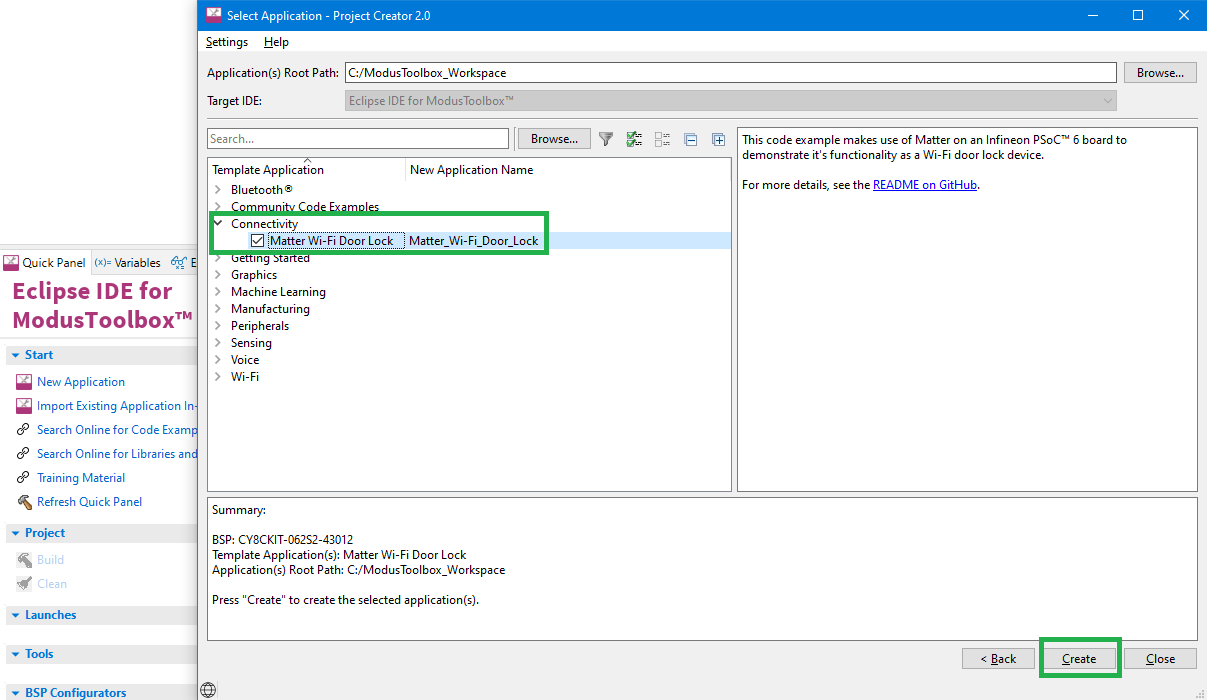 Select Application - Project Creator 2.0
Settings Help
Application(s) Root Path: C:/ModusToolbox_Workspace Browse...
Target IDE: Eclipse IDE for ModusToolbox™
Search... Browse...
Template Application New Application Name
Bluetooth®
Community Code Examples
Connectivity
Matter Wi-Fi Door Lock Matter_Wi-Fi_Door_Lock
Getting Started
Graphics
Machine Learning
Manufacturing
Peripherals
Sensing
Voice
Wi-Fi
This code example makes use of Matter on an Infineon PSoC™ 6 board to
demonstrate it's functionality as a Wi-Fi door lock device.
For more details, see the README on GitHub.
Summary:
BSP: CY8CKIT-062S2-43012
Template Application(s): Matter Wi-Fi Door Lock
Application(s) Root Path: C:/ModusToolbox_Workspace
Press "Create" to create the selected application(s).
< Back Create Close
Quick Panel (x)= Variables E
Eclipse IDE for
ModusToolbox™
Start
New Application
Import Existing Application In-
Search Online for Code Examp
Search Online for Libraries and
Training Material
Refresh Quick Panel
Project
Build
Clean
Launches
Tools
BSP Configurators